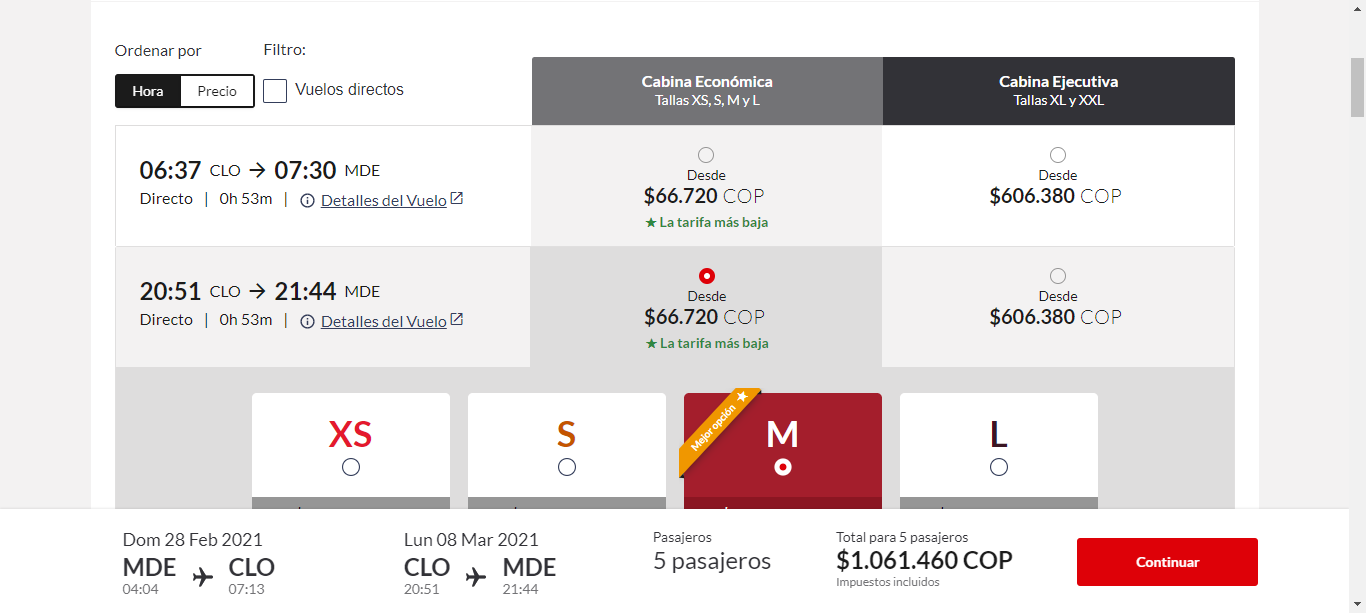 Ordenar por
Filtro:
Hora
Precio
Vuelos directos
Cabina Económica
Tallas XS, S, M y L
Cabina Ejecutiva
Tallas XL y XXL
06:37 CLO → 07:30 MDE
Directo | 0h 53m | Detalles del Vuelo
Desde
$66.720 COP
★ La tarifa más baja
Desde
$606.380 COP
20:51 CLO → 21:44 MDE
Directo | 0h 53m | Detalles del Vuelo
Desde
$66.720 COP
★ La tarifa más baja
Desde
$606.380 COP
XS
S
Mejor opción
M
L
Dom 28 Feb 2021
MDE CLO
04:04 07:13
Lun 08 Mar 2021
CLO MDE
20:51 21:44
Pasajeros
5 pasajeros
Total para 5 pasajeros
$1.061.460 COP
Impuestos incluidos
Continuar